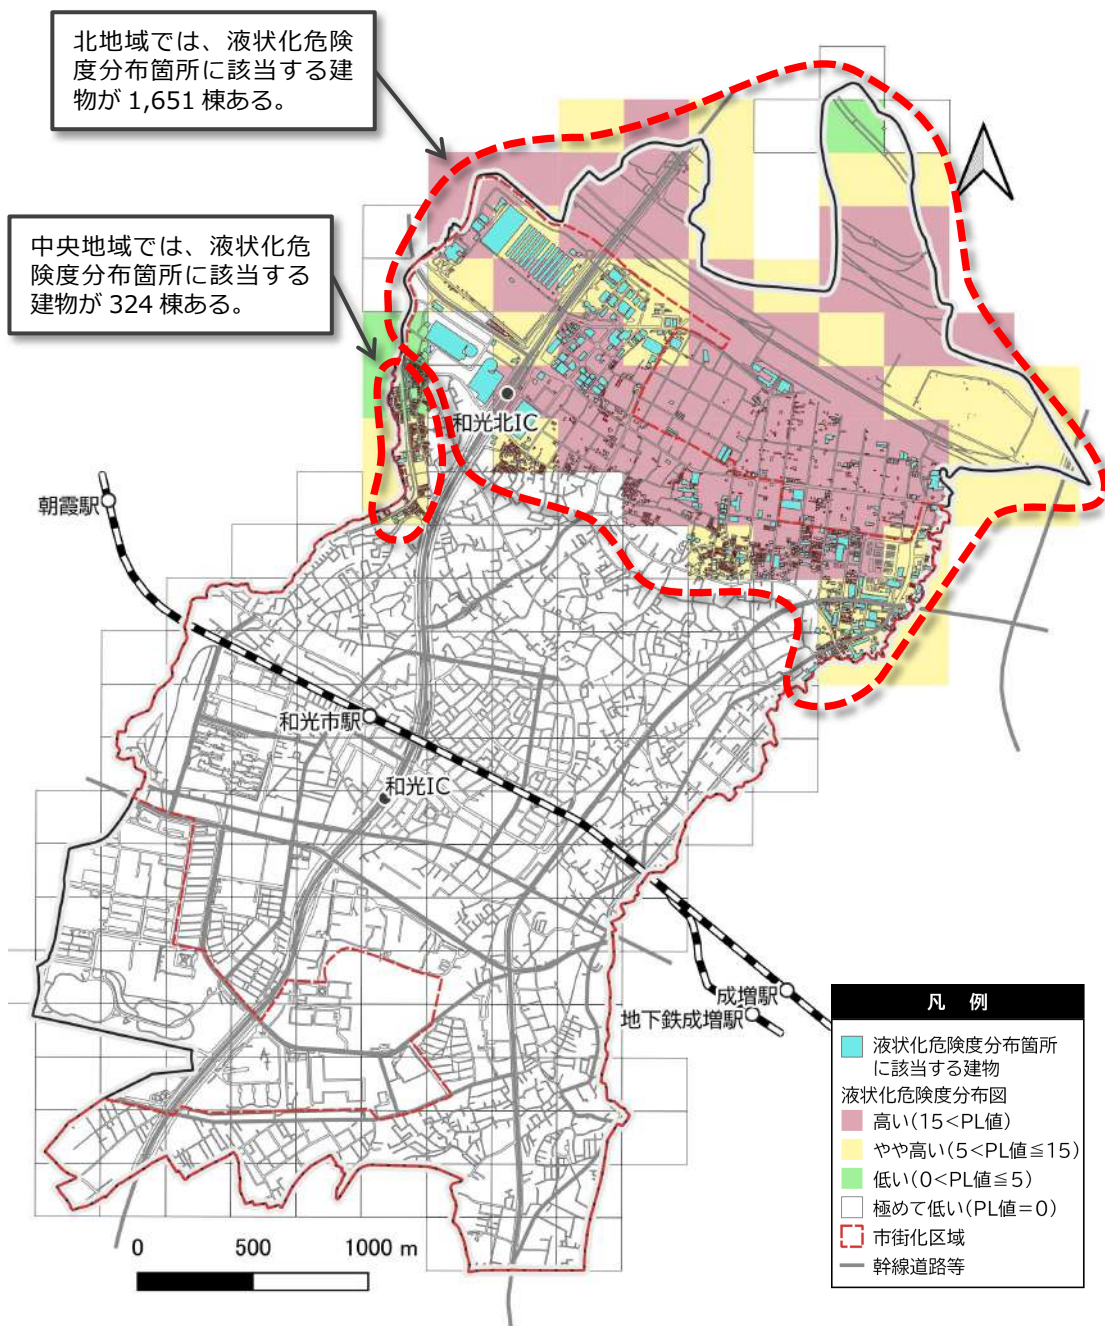 北地域では、液状化危険
度分布箇所に該当する建
物が 1,651 棟ある。
中央地域では、液状化危
険度分布箇所に該当する
建物が 324 棟ある。
和光北IC
朝霞駅
和光市駅
和光IC
成増駅
地下鉄成増駅
凡 例
液状化危険度分布箇所
に該当する建物
液状化危険度分布図
高い(15<PL値)
やや高い(5<PL値≦15)
低い(0<PL値≦5)
極めて低い(PL値=0)
市街化区域
幹線道路等
0 500 1000 m